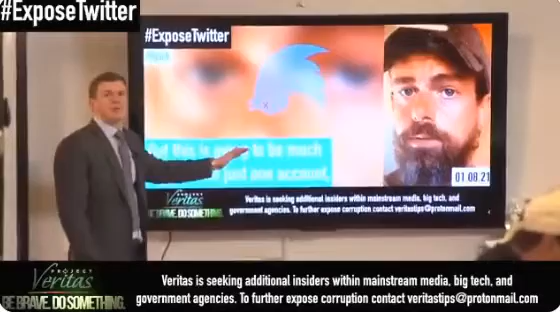 #ExposeTwitter
#ExposeTwitter
But this is going to be much
than just one account,
01.08.21
PROJECT
Veritas
BE BRAVE. DO SOMETHING.
Veritas is seeking additional insiders within mainstream media, big tech, and
government agencies. To further expose corruption contact veritastips@protonmail.com
PROJECT
Veritas
BE BRAVE. DO SOMETHING.
Veritas is seeking additional insiders within mainstream media, big tech, and
government agencies. To further expose corruption contact veritastips@protonmail.com